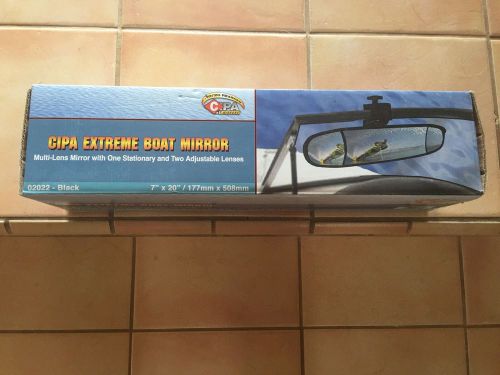 CIPA
CIPA EXTREME BOAT MIRROR
Multi-Lens Mirror with One Stationary and Two Adjustable Lenses
02022 - Black 7" x 20" / 177mm x 508mm